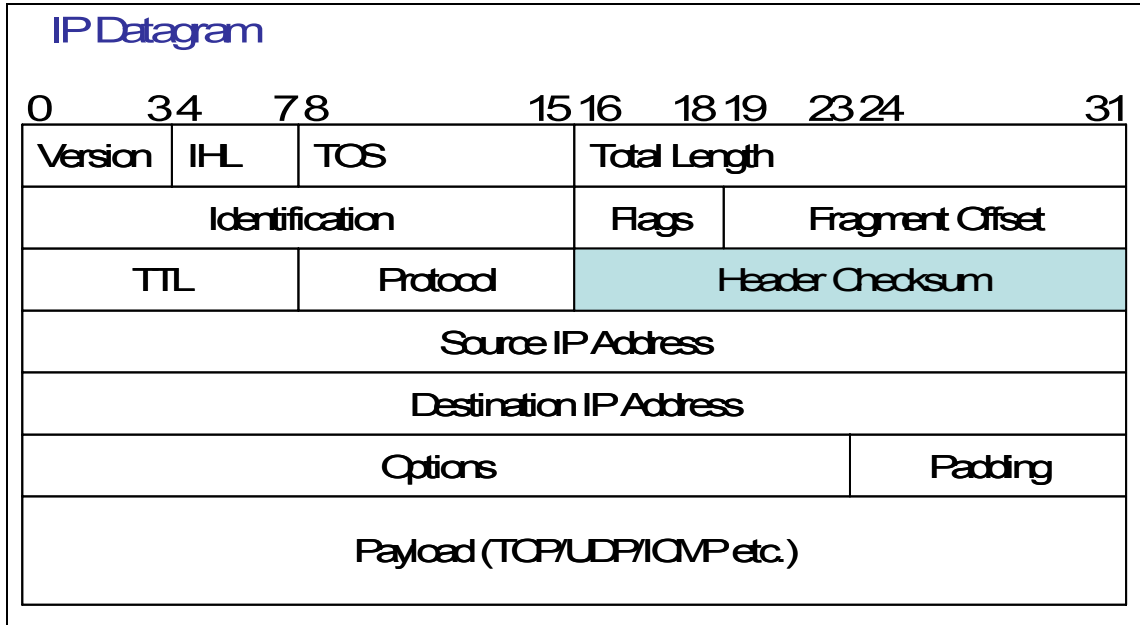 IP Datagram
0 3 4 7 8 15 16 18 19 23 24 31
Version IHL TOS Total Length
Identification Flags Fragment Offset
TTL Protocol Header Checksum
Source IP Address
Destination IP Address
Options Padding
Payload (TCP/UDP/ICMP etc.)